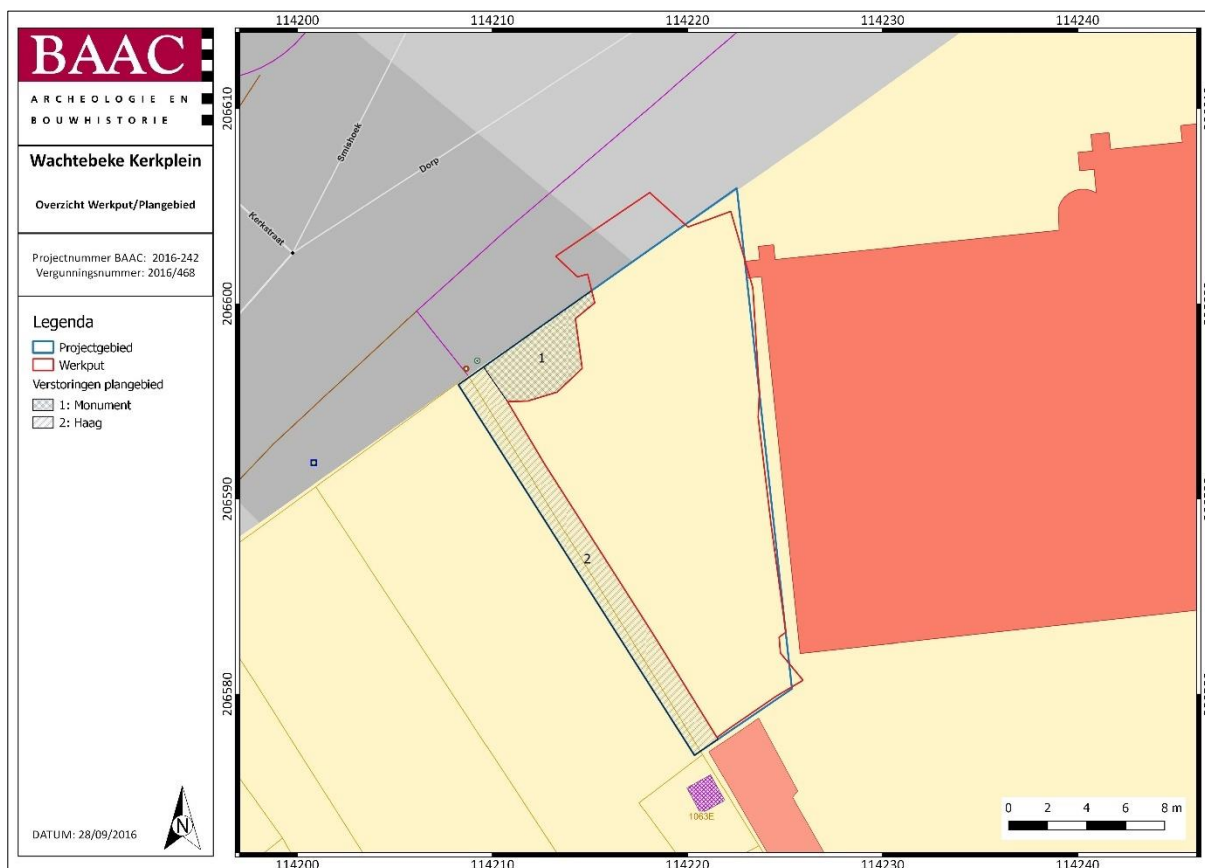 BAAC
ARCHEOLOGIE EN
BOUWHISTORIE
Wachtebeke Kerkplein
Overzicht Werkput/Plangebied
Projectnummer BAAC: 2016-242
Vergunningsnummer: 2016/468
Legenda
Projectgebied
Werkput
Verstoringen plangebied
1: Monument
2: Haag
N
DATUM: 28/09/2016
114200 114210 114220 114230 114240
206610
206600
206590
206580
Smishoek
Dorp
Kerkstraat
1
2
1063E
0 2 4 6 8 m
114200 114210 114220 114230 114240